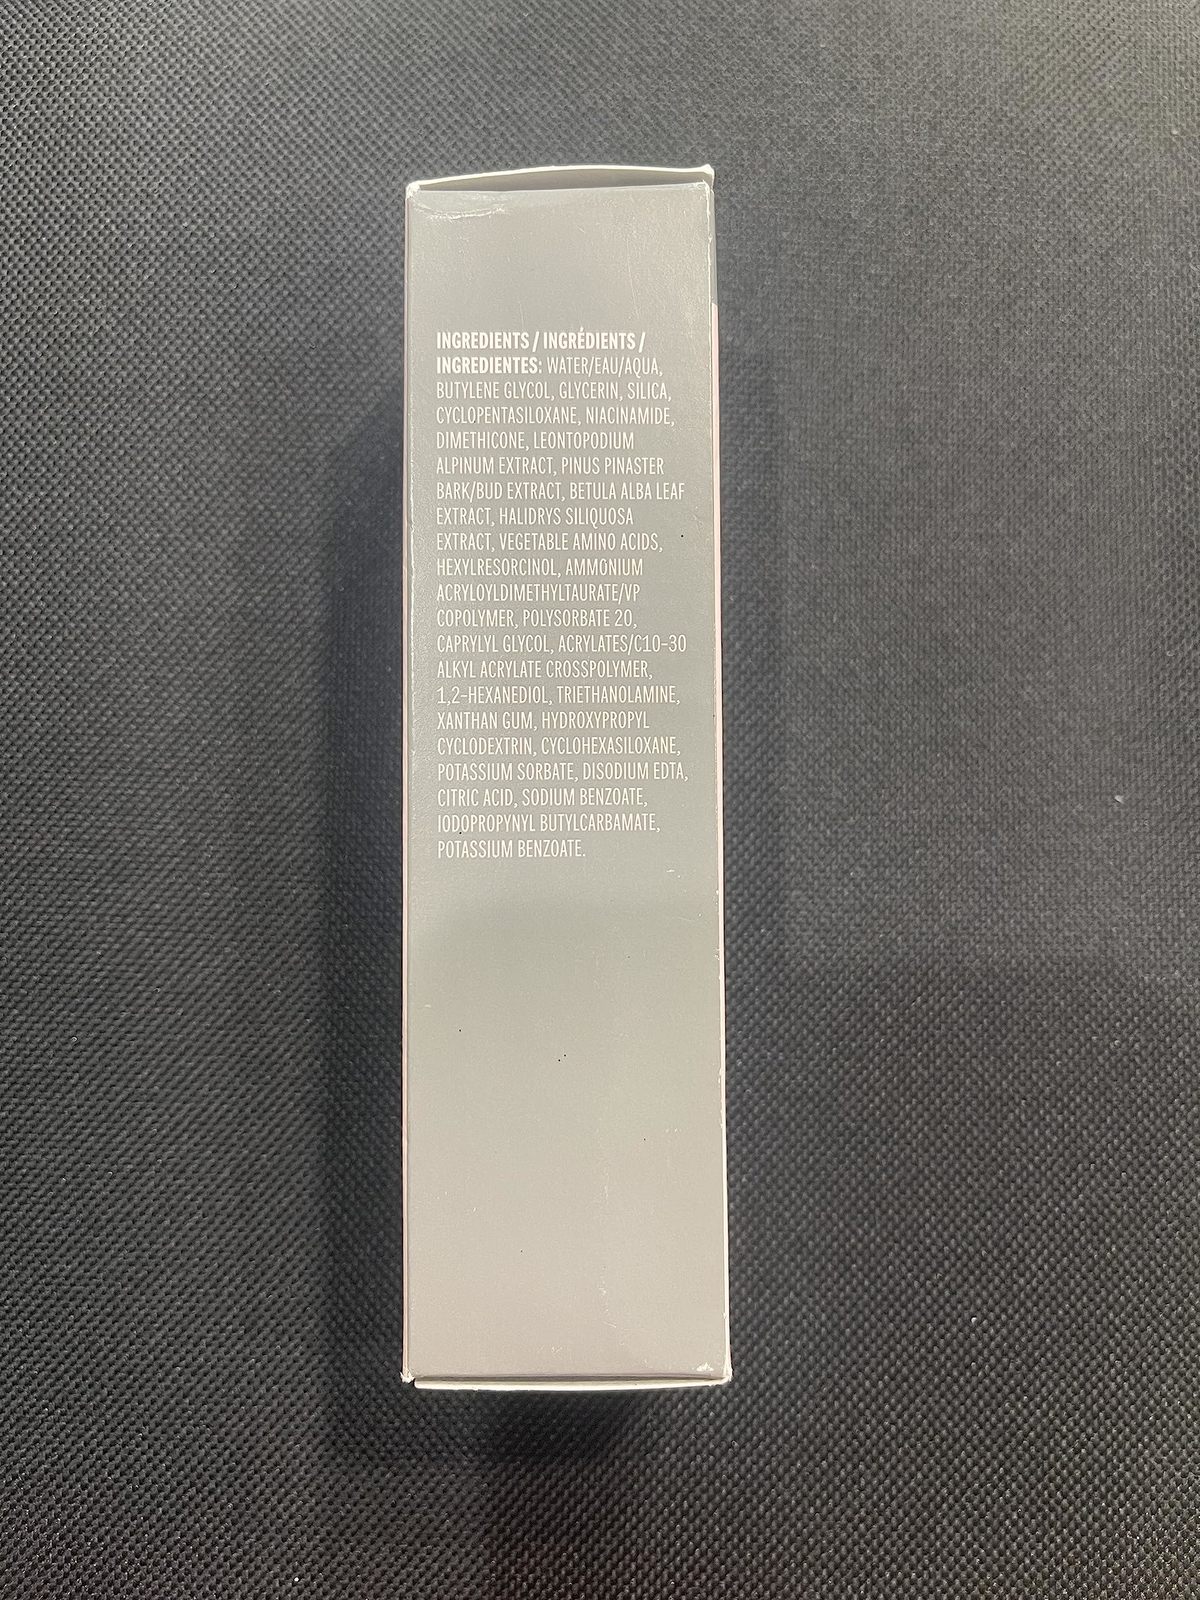 INGREDIENTS / INGRÉDIENTS /
INGREDIENTES: WATER/EAU/AQUA,
BUTYLENE GLYCOL, GLYCERIN, SILICA,
CYCLOPENTASILOXANE, NIACINAMIDE,
DIMETHICONE, LEONTOPODIUM
ALPINUM EXTRACT, PINUS PINASTER
BARK/BUD EXTRACT, BETULA ALBA LEAF
EXTRACT, HALIDRYS SILIQUOSA
EXTRACT, VEGETABLE AMINO ACIDS,
HEXYLRESORCINOL, AMMONIUM
ACRYLOYLDIMETHYLTAURATE/VP
COPOLYMER, POLYSORBATE 20,
CAPRYLYL GLYCOL, ACRYLATES/C10-30
ALKYL ACRYLATE CROSSPOLYMER,
1,2-HEXANEDIOL, TRIETHANOLAMINE,
XANTHAN GUM, HYDROXYPROPYL
CYCLODEXTRIN, CYCLOHEXASILOXANE,
POTASSIUM SORBATE, DISODIUM EDTA,
CITRIC ACID, SODIUM BENZOATE,
IODOPROPYNYL BUTYLCARBAMATE,
POTASSIUM BENZOATE.